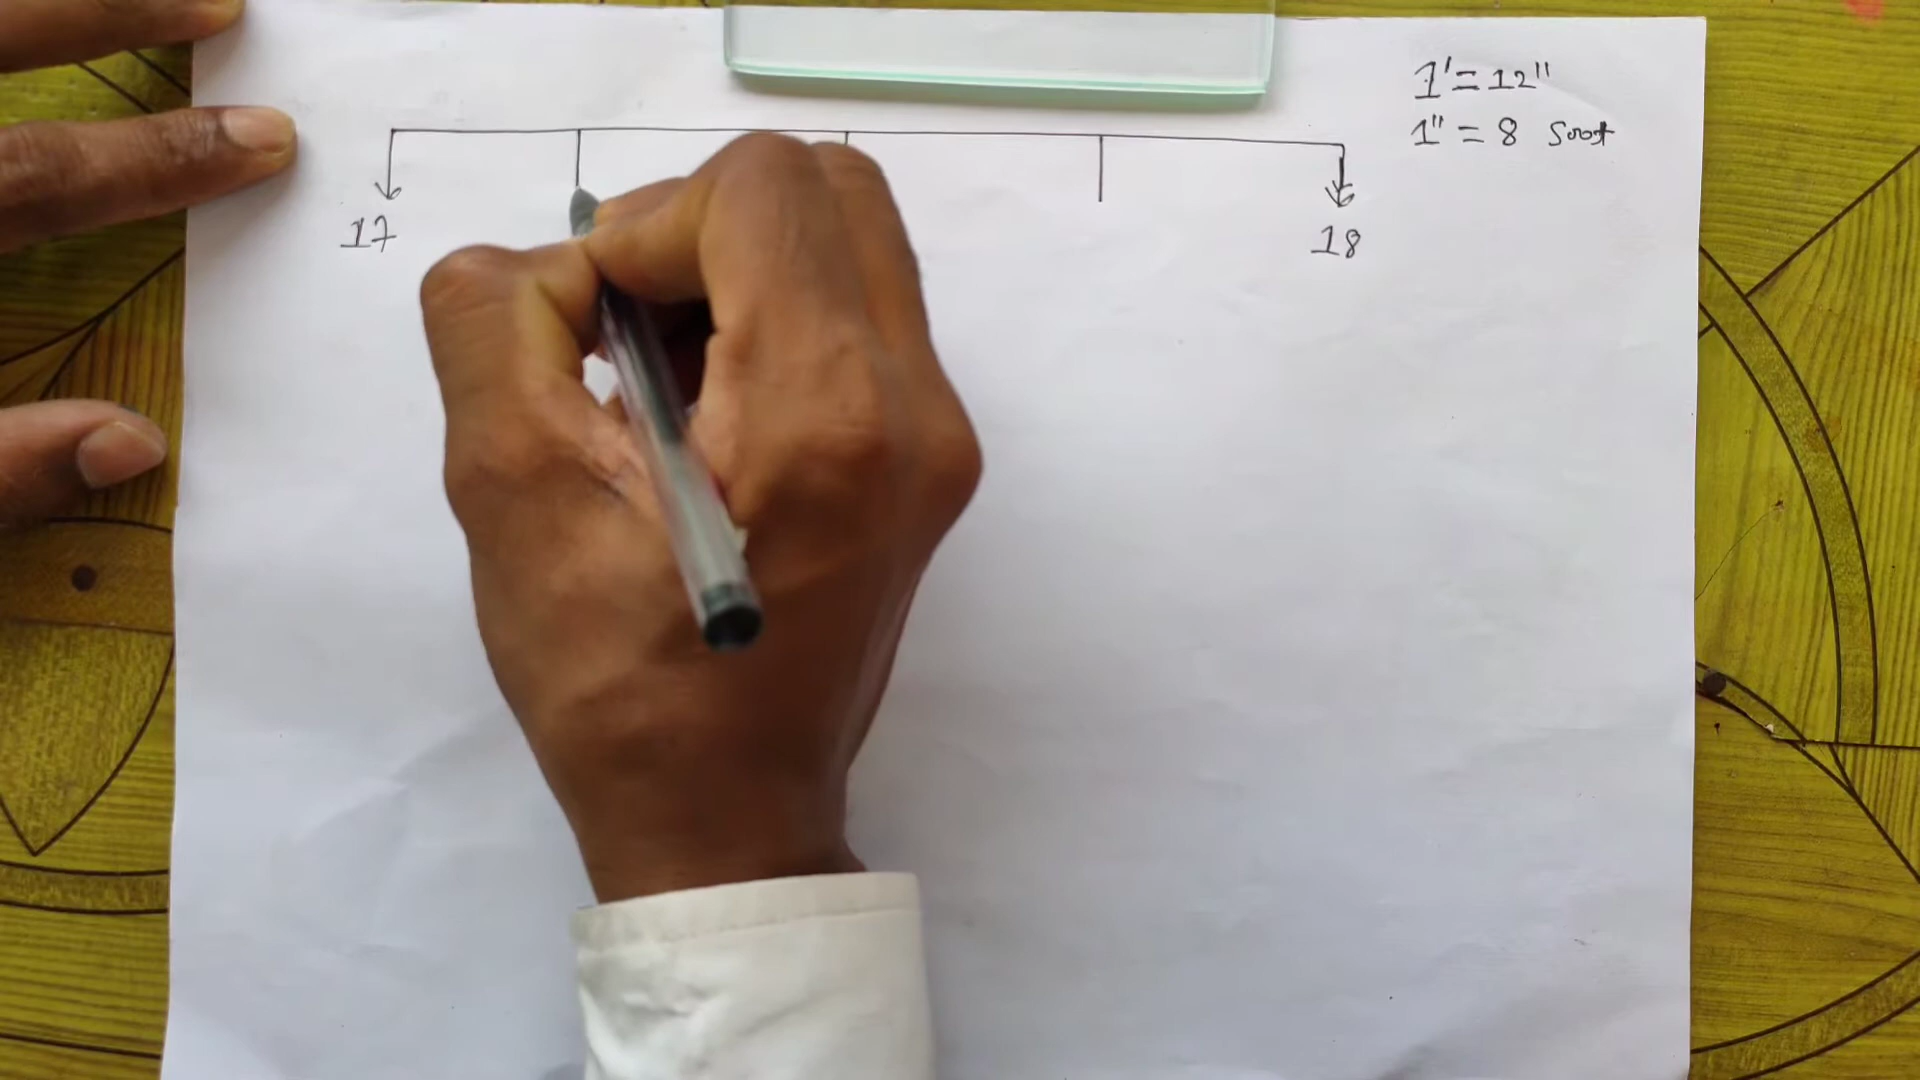 1' = 12"
1" = 8 Soot
17
18